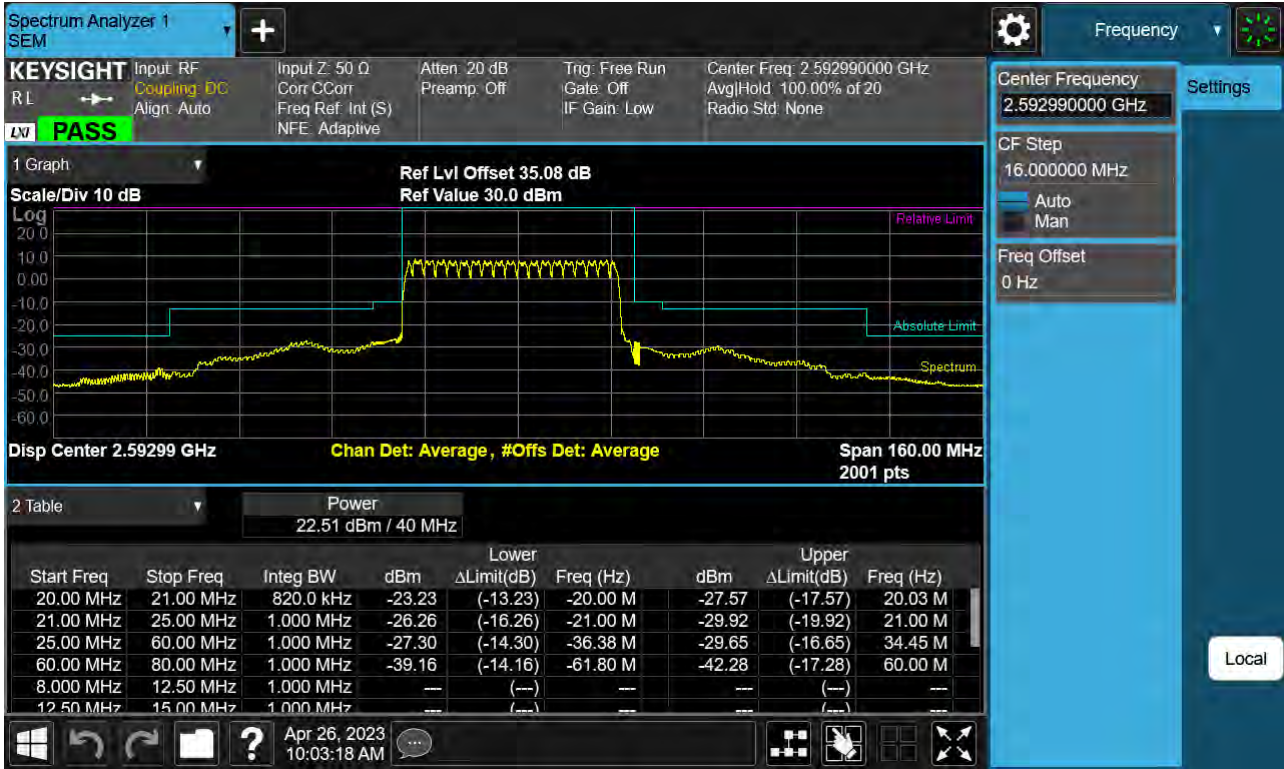 Spectrum Analyzer 1
SEM
Frequency
KEYSIGHT
RL
LXI PASS
Input: RF
Coupling: DC
Align: Auto
Input Z: 50 Ω
Corr CCorr
Freq Ref: Int (S)
NFE: Adaptive
Atten: 20 dB
Preamp: Off
Trig: Free Run
Gate: Off
IF Gain: Low
Center Freq: 2.592990000 GHz
Avg|Hold: 100.00% of 20
Radio Std: None
Center Frequency
2.592990000 GHz
Settings
CF Step
16.000000 MHz
Auto
Man
Freq Offset
0 Hz
Local
1 Graph
Scale/Div 10 dB
Ref Lvl Offset 35.08 dB
Ref Value 30.0 dBm
Log
20.0
10.0
0.00
-10.0
-20.0
-30.0
-40.0
-50.0
-60.0
Relative Limit
Absolute Limit
Spectrum
Disp Center 2.59299 GHz Chan Det: Average, #Offs Det: Average Span 160.00 MHz
2001 pts
2 Table
Power
22.51 dBm / 40 MHz
Lower Upper
Start Freq Stop Freq Integ BW dBm ΔLimit(dB) Freq (Hz) dBm ΔLimit(dB) Freq (Hz)
20.00 MHz 21.00 MHz 820.0 kHz -23.23 (-13.23) -20.00 M -27.57 (-17.57) 20.03 M
21.00 MHz 25.00 MHz 1.000 MHz -26.26 (-16.26) -21.00 M -29.92 (-19.92) 21.00 M
25.00 MHz 60.00 MHz 1.000 MHz -27.30 (-14.30) -36.38 M -29.65 (-16.65) 34.45 M
60.00 MHz 80.00 MHz 1.000 MHz -39.16 (-14.16) -61.80 M -42.28 (-17.28) 60.00 M
8.000 MHz 12.50 MHz 1.000 MHz --- (---) --- --- (---) ---
12.50 MHz 15.00 MHz 1.000 MHz --- (---) --- --- (---) ---
?
Apr 26, 2023
10:03:18 AM